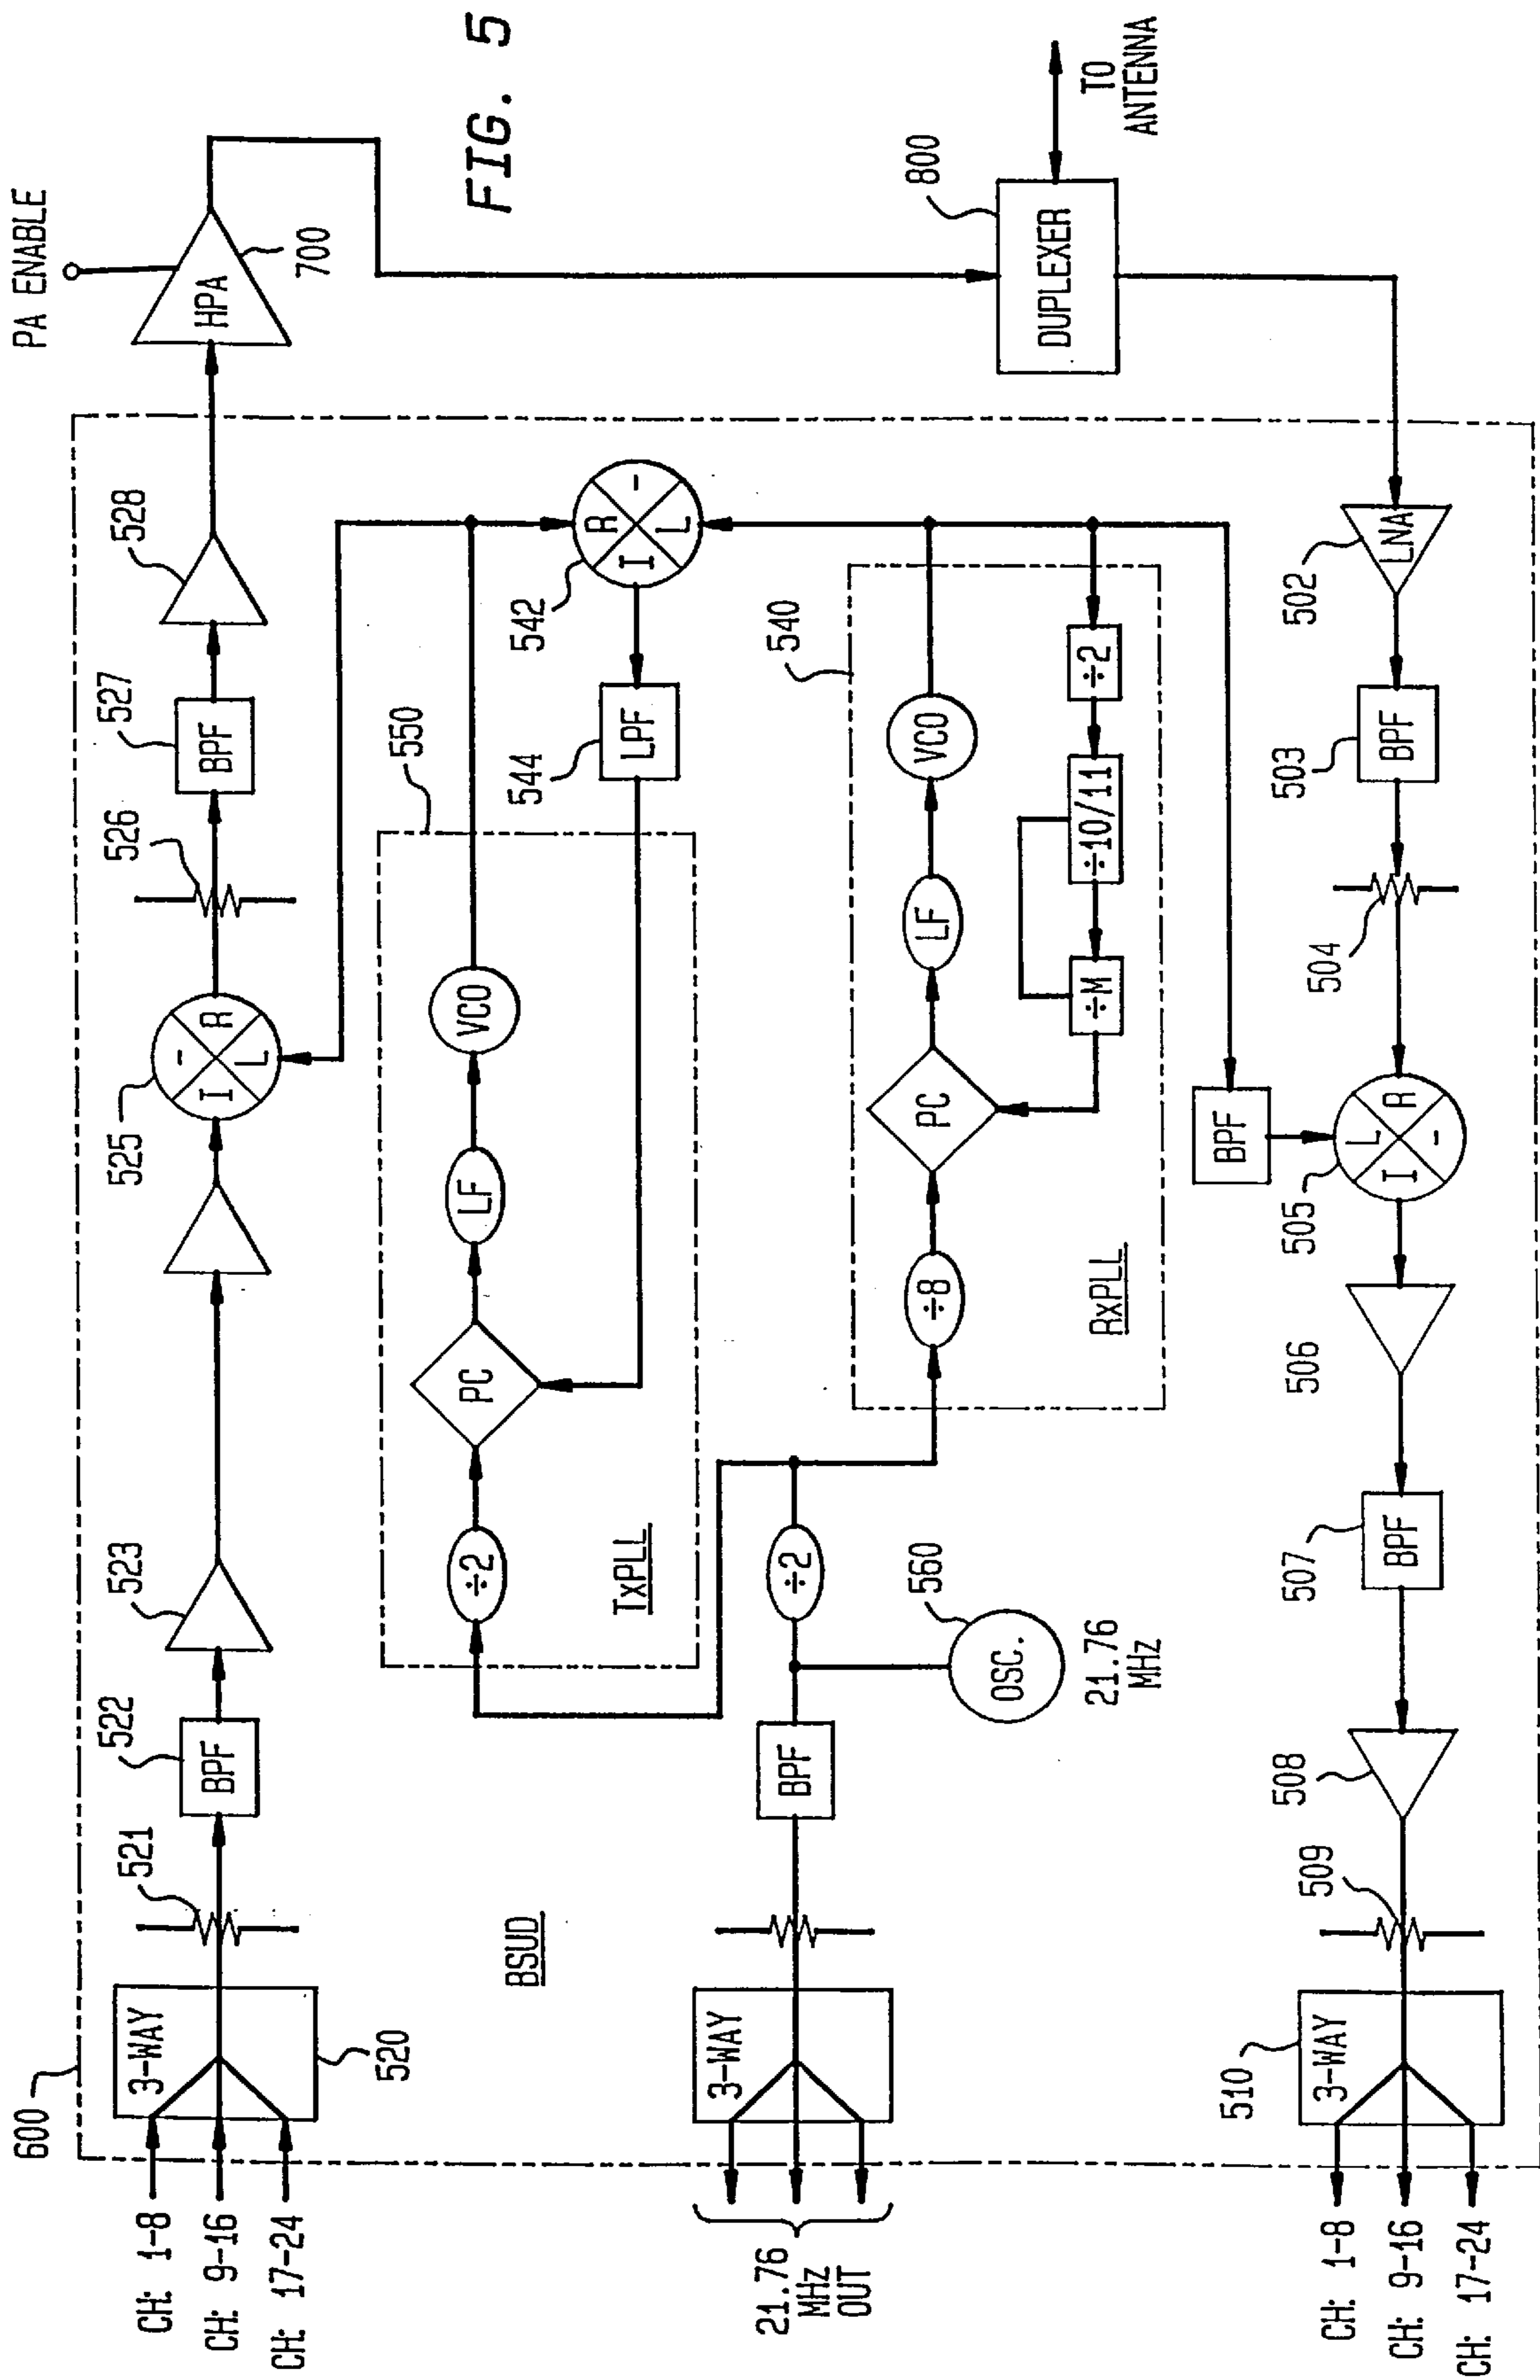 FIG. 5
600
CH: 1-8
CH: 9-16
CH: 17-24
3-WAY
520
521
522
BPF
523
525
I
-
R
L
526
527
BPF
528
PA ENABLE
HPA
700
BSUD
550
÷2
PC
LF
VCO
TxPLL
542
R
-
I
L
544
LPF
800
DUPLEXER
TO
ANTENNA
21.76
MHz
OUT
3-WAY
BPF
÷2
560
OSC.
21.76
MHz
540
÷8
PC
LF
VCO
÷M
÷10/11
÷2
RxPLL
BPF
CH: 1-8
CH: 9-16
CH: 17-24
510
3-WAY
509
508
507
BPF
506
505
L
I
R
-
504
503
BPF
502
LNA